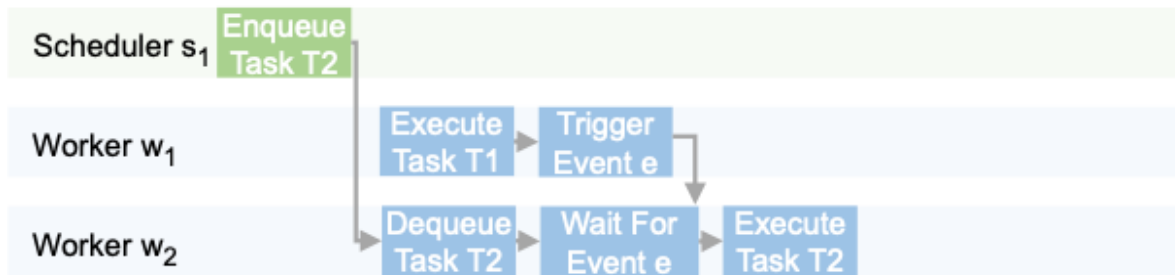 Scheduler s1
Enqueue
Task T2
Worker w1
Execute
Task T1
Trigger
Event e
Worker w2
Dequeue
Task T2
Wait For
Event e
Execute
Task T2